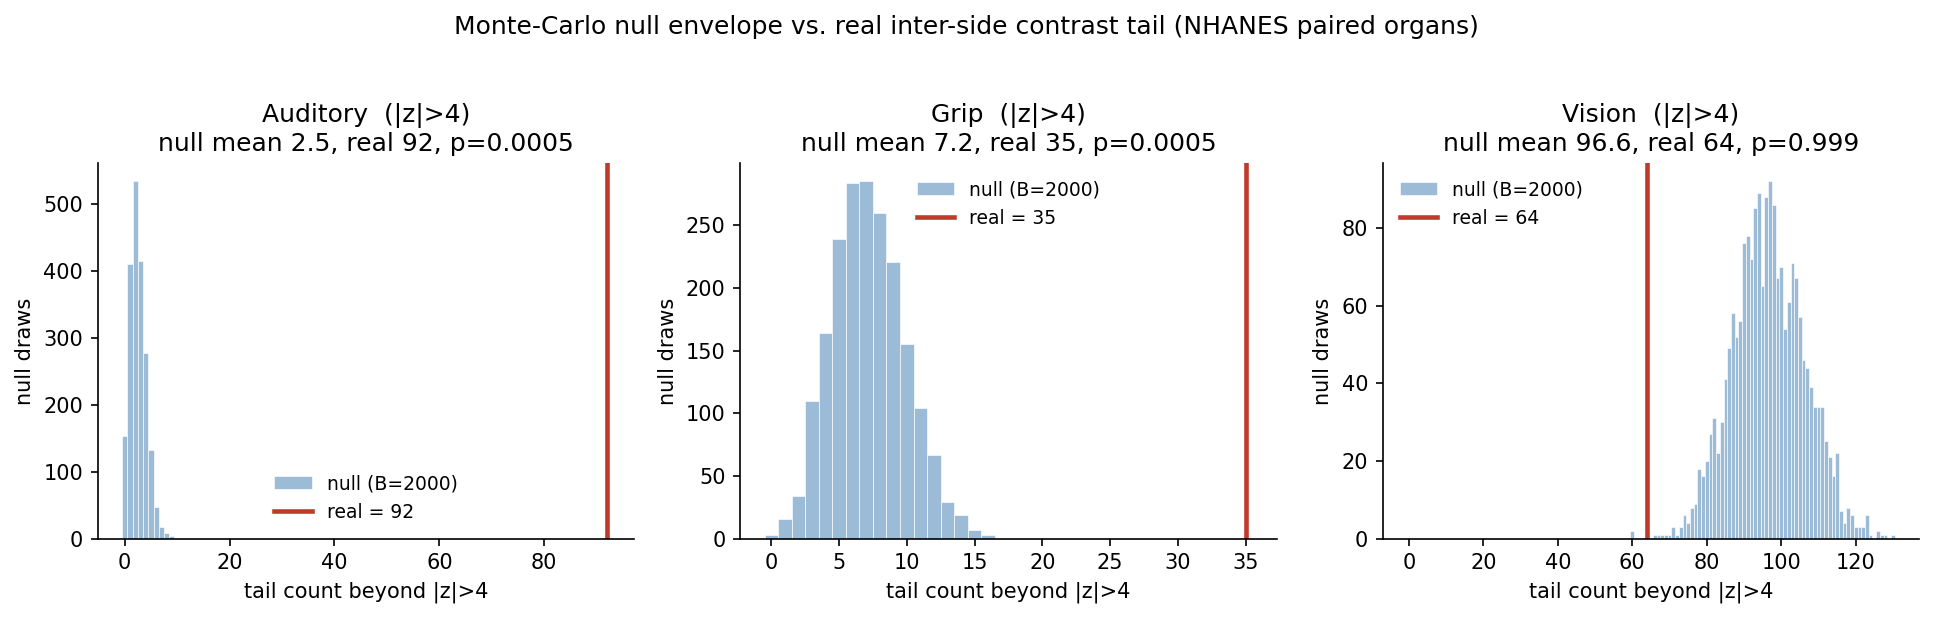 Monte-Carlo null envelope vs. real inter-side contrast tail (NHANES paired organs)
Auditory (|z|>4)
null mean 2.5, real 92, p=0.0005
null draws
500
400
300
200
100
0
null (B=2000)
real = 92
0 20 40 60 80
tail count beyond |z|>4
Grip (|z|>4)
null mean 7.2, real 35, p=0.0005
null draws
250
200
150
100
50
0
null (B=2000)
real = 35
0 5 10 15 20 25 30 35
tail count beyond |z|>4
Vision (|z|>4)
null mean 96.6, real 64, p=0.999
null draws
80
60
40
20
0
null (B=2000)
real = 64
0 20 40 60 80 100 120
tail count beyond |z|>4